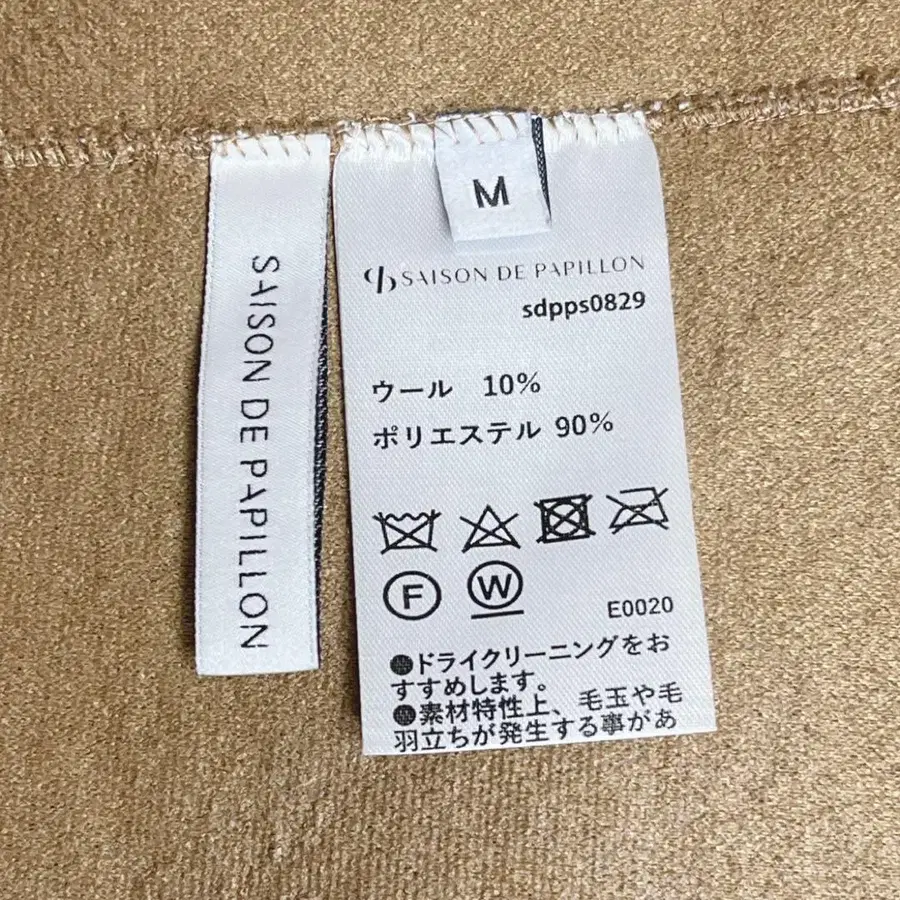 SAISON DE PAPILLON
M
SAISON DE PAPILLON
sdpps0829
ウール 10%
ポリエステル 90%
F W
E0020
●ドライクリーニングをお
すすめします。
●素材特性上、毛玉や毛
羽立ちが発生する事があ